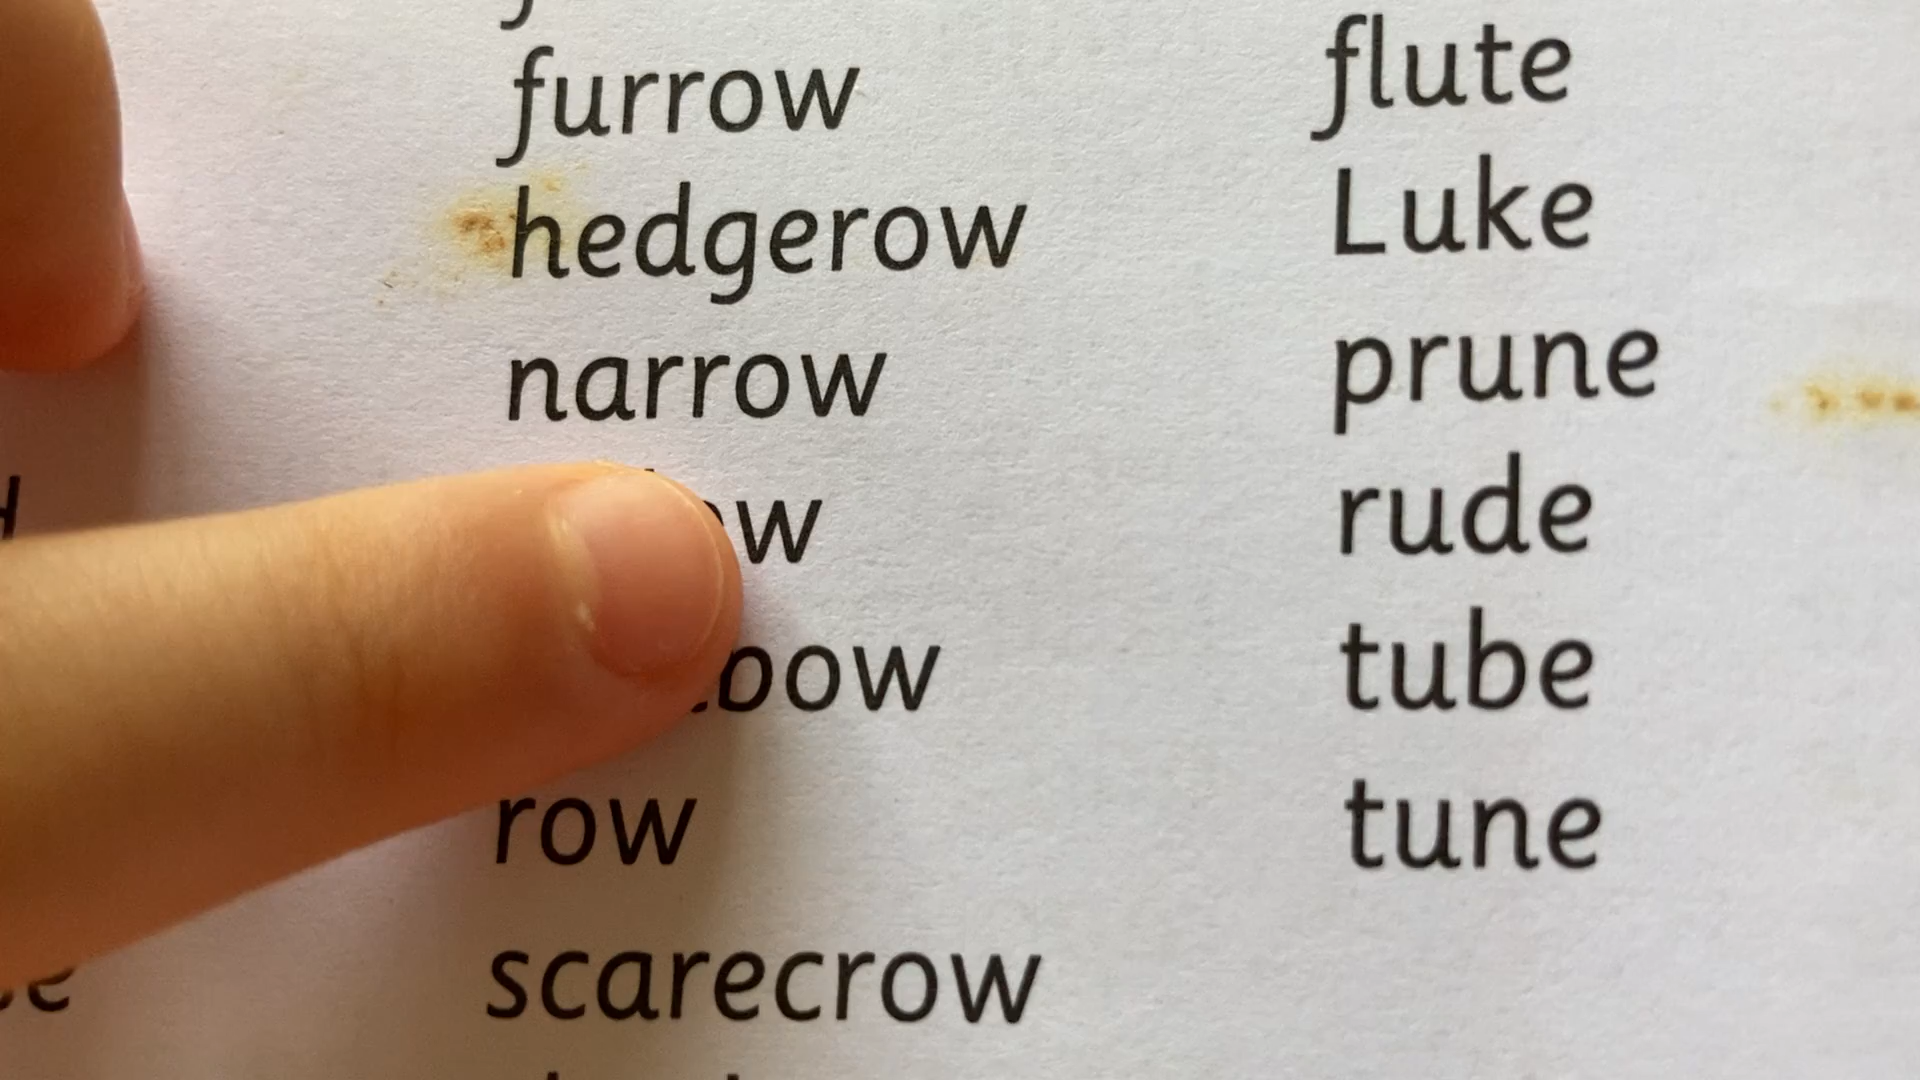 furrow
hedgerow
narrow
row
scarecrow
flute
Luke
prune
rude
tube
tune